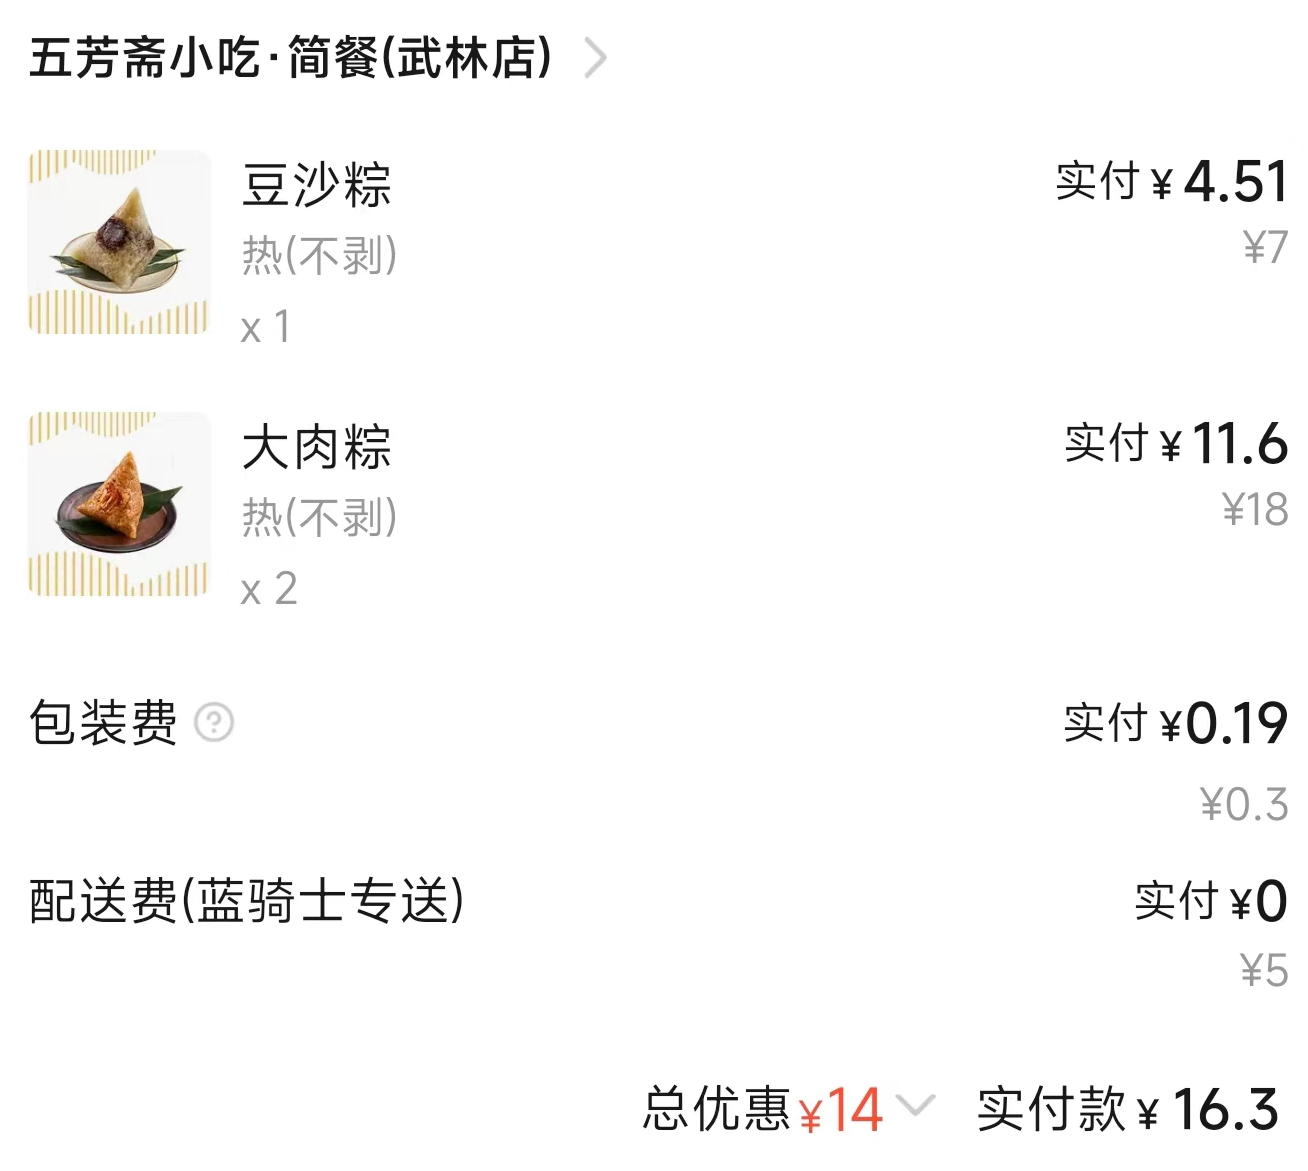 五芳斋小吃·简餐(武林店)
豆沙粽
实付 ¥ 4.51
热(不剥)
¥7
x 1
大肉粽
实付 ¥ 11.6
热(不剥)
¥18
x 2
包装费 ?
实付 ¥0.19
¥0.3
配送费(蓝骑士专送)
实付 ¥0
¥5
总优惠 ¥14 实付款 ¥ 16.3